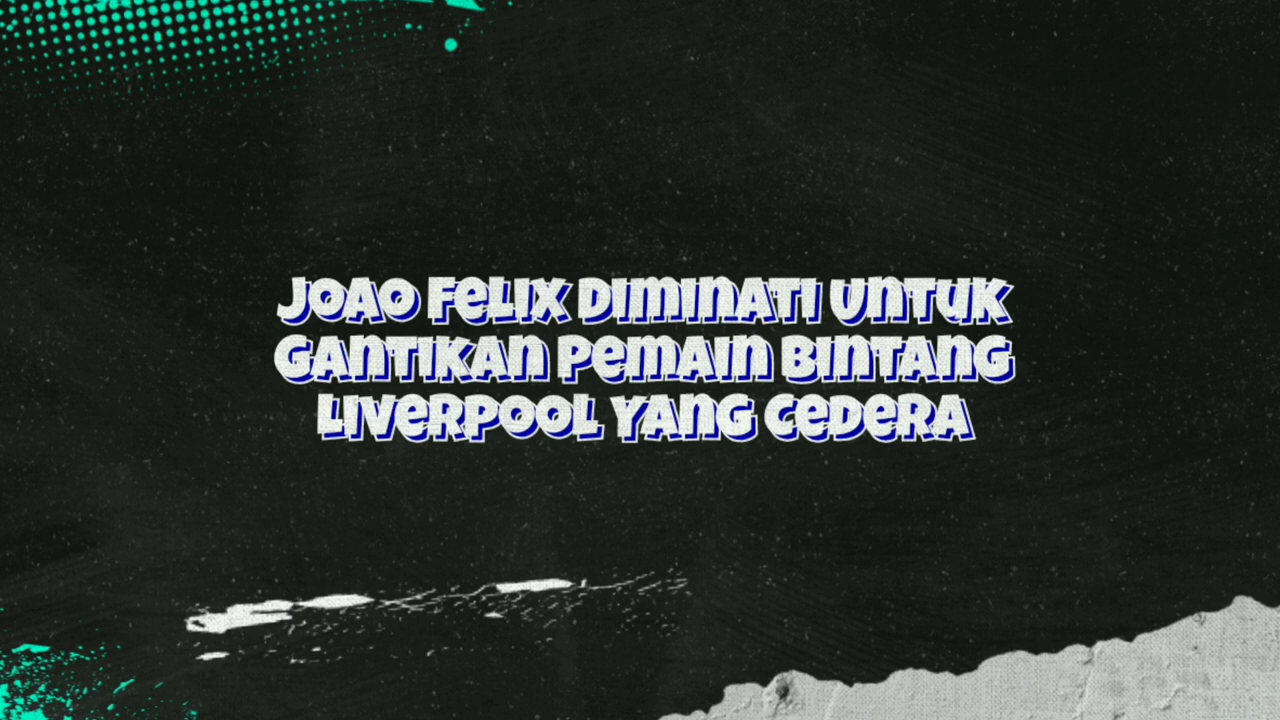 Joao Felix Diminati Untuk
Gantikan Pemain Bintang
Liverpool Yang Cedera